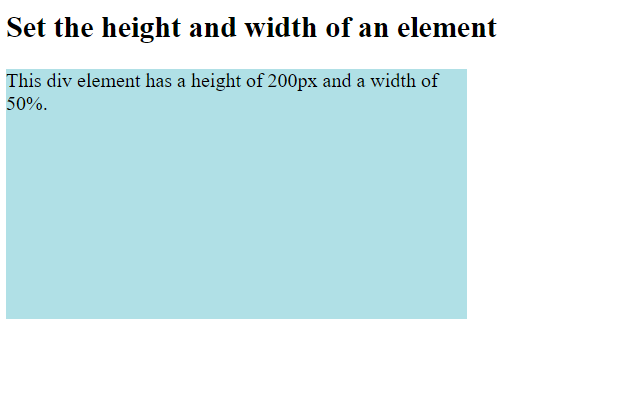 Set the height and width of an element
This div element has a height of 200px and a width of
50%.